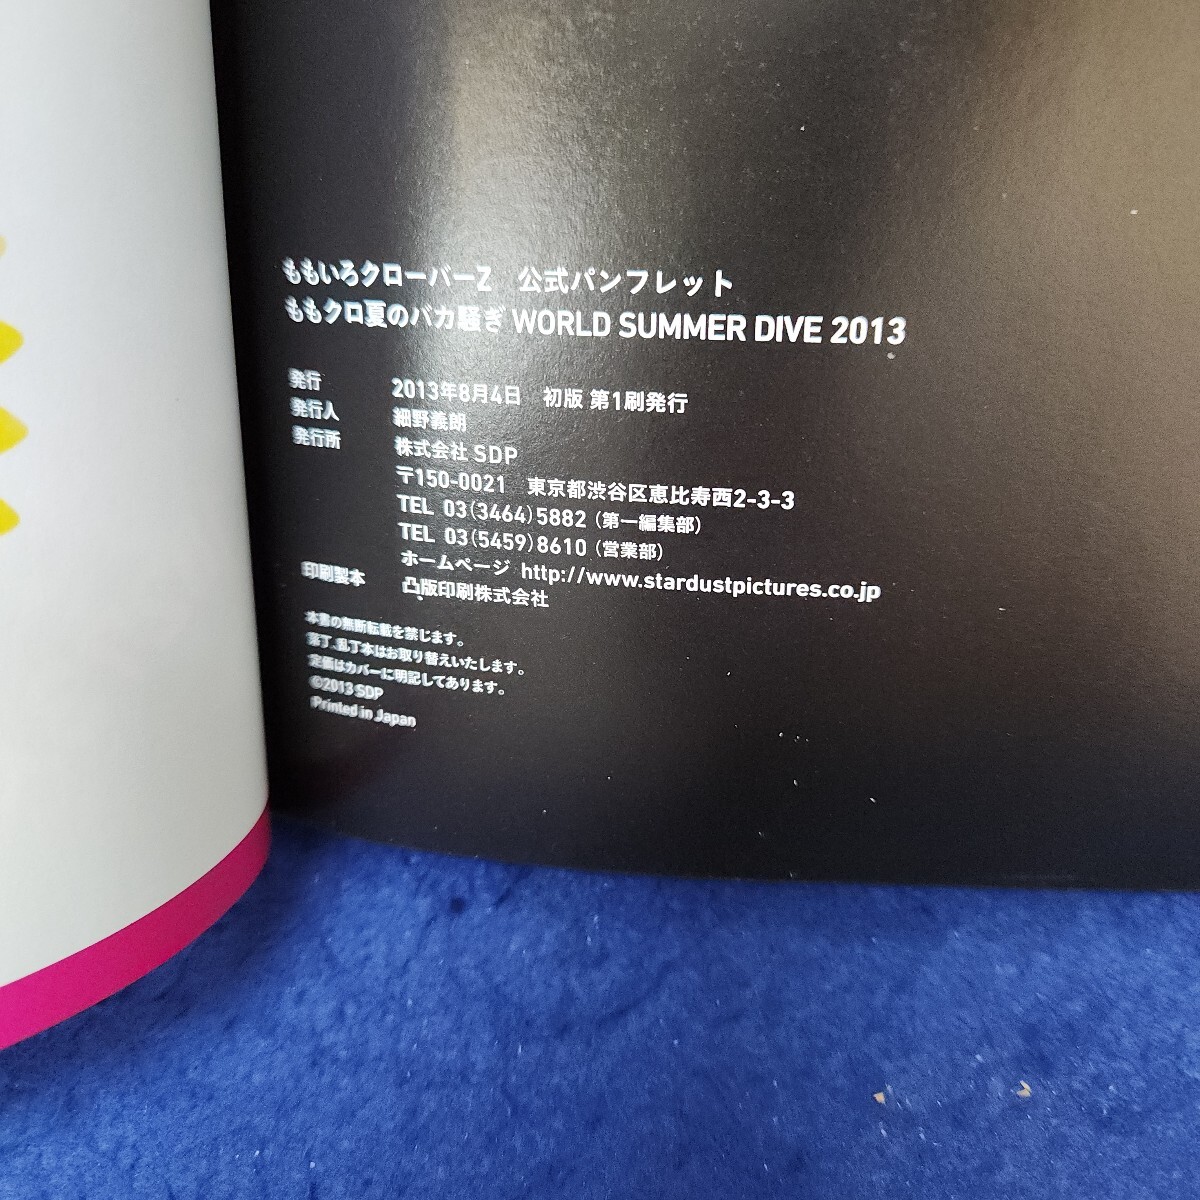 ももいろクローバーZ　公式パンフレット
ももクロ夏のバカ騒ぎ WORLD SUMMER DIVE 2013
発行　2013年8月4日　初版 第1刷発行
発行人　細野義朗
発行所　株式会社 SDP
〒150-0021　東京都渋谷区恵比寿西2-3-3
TEL 03(3464)5882（第一編集部）
TEL 03(5459)8610（営業部）
ホームページ http://www.stardustpictures.co.jp
印刷製本　凸版印刷株式会社
本書の無断転載を禁じます。
落丁、乱丁本はお取り替えいたします。
定価はカバーに明記してあります。
©2013 SDP
Printed in Japan